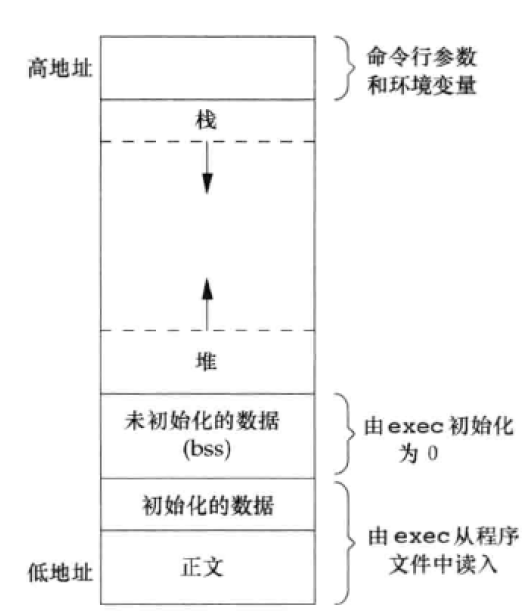 高地址
命令行参数
和环境变量
栈
堆
未初始化的数据
(bss)
由exec初始化
为 0
初始化的数据
由exec从程序
文件中读入
正文
低地址